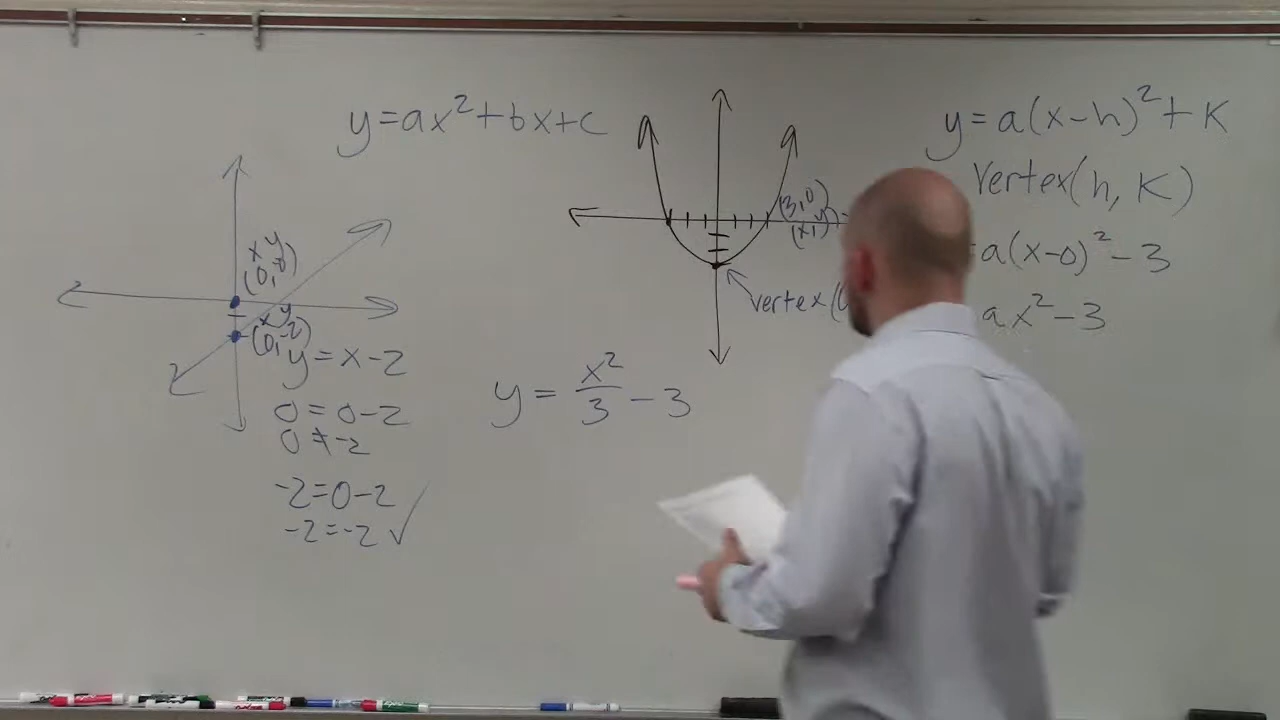 y=ax²+bx+c
y=a(x-h)²+K
vertex(h, K)
a(x-0)²-3
ax²-3
(3,0)
(x,y)
vertex(
x y
(0,0)
x y
(0,-2)
y=x-2
0=0-2
0≠-2
-2=0-2
-2=-2✓
y=x²/3-3